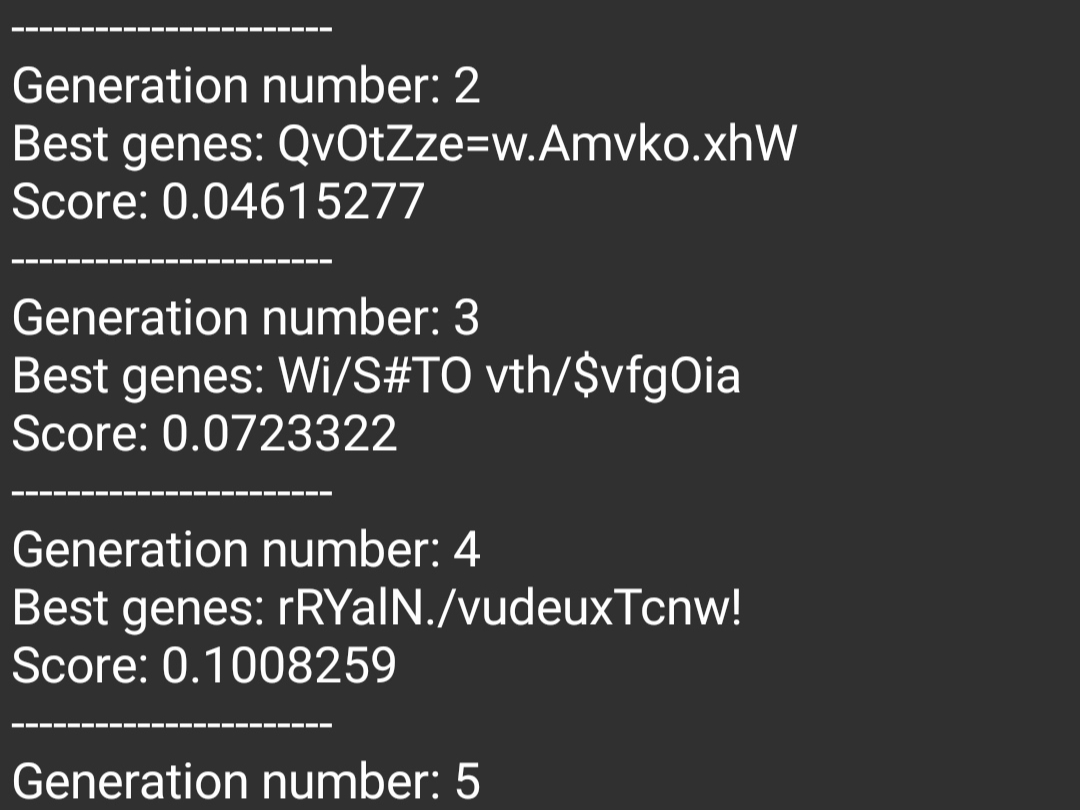 -----------------------
Generation number: 2
Best genes: QvOtZze=w.Amvko.xhW
Score: 0.04615277
-----------------------
Generation number: 3
Best genes: Wi/S#TO vth/$vfgOia
Score: 0.0723322
-----------------------
Generation number: 4
Best genes: rRYalN./vudeuxTcnw!
Score: 0.1008259
-----------------------
Generation number: 5